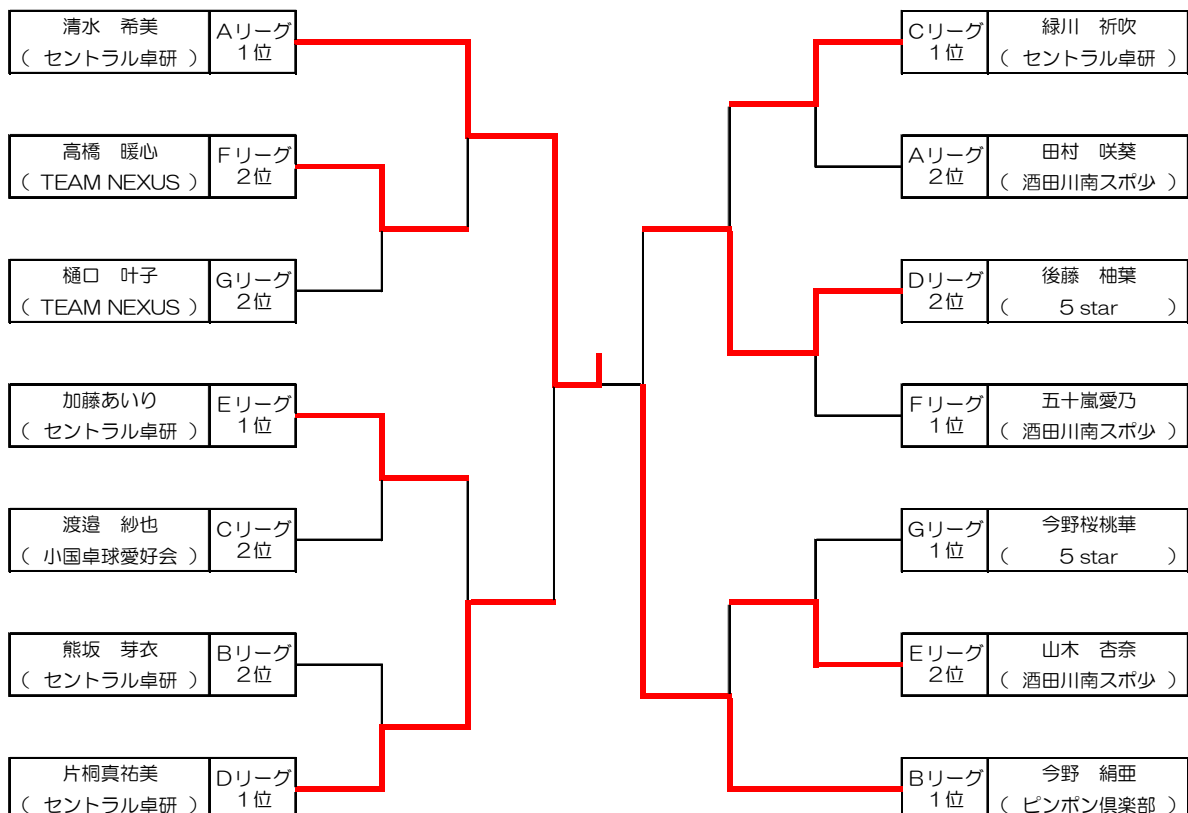 清水　希美
（ セントラル卓研 ）
Aリーグ
1位
高橋　暖心
（ TEAM NEXUS ）
Fリーグ
2位
樋口　叶子
（ TEAM NEXUS ）
Gリーグ
2位
加藤あいり
（ セントラル卓研 ）
Eリーグ
1位
渡邉　紗也
（ 小国卓球愛好会 ）
Cリーグ
2位
熊坂　芽衣
（ セントラル卓研 ）
Bリーグ
2位
片桐真祐美
（ セントラル卓研 ）
Dリーグ
1位
Cリーグ
1位
緑川　祈吹
（ セントラル卓研 ）
Aリーグ
2位
田村　咲葵
（ 酒田川南スポ少 ）
Dリーグ
2位
後藤　柚葉
（ 5 star ）
Fリーグ
1位
五十嵐愛乃
（ 酒田川南スポ少 ）
Gリーグ
1位
今野桜桃華
（ 5 star ）
Eリーグ
2位
山木　杏奈
（ 酒田川南スポ少 ）
Bリーグ
1位
今野　絹亜
（ ピンポン倶楽部 ）